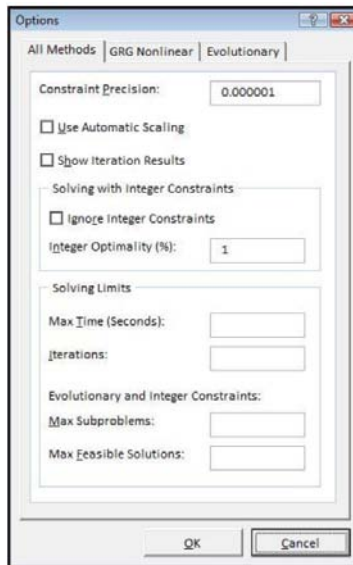 Options
All Methods GRG Nonlinear Evolutionary
Constraint Precision: 0.000001
Use Automatic Scaling
Show Iteration Results
Solving with Integer Constraints
Ignore Integer Constraints
Integer Optimality (%): 1
Solving Limits
Max Time (Seconds):
Iterations:
Evolutionary and Integer Constraints:
Max Subproblems:
Max Feasible Solutions:
OK Cancel